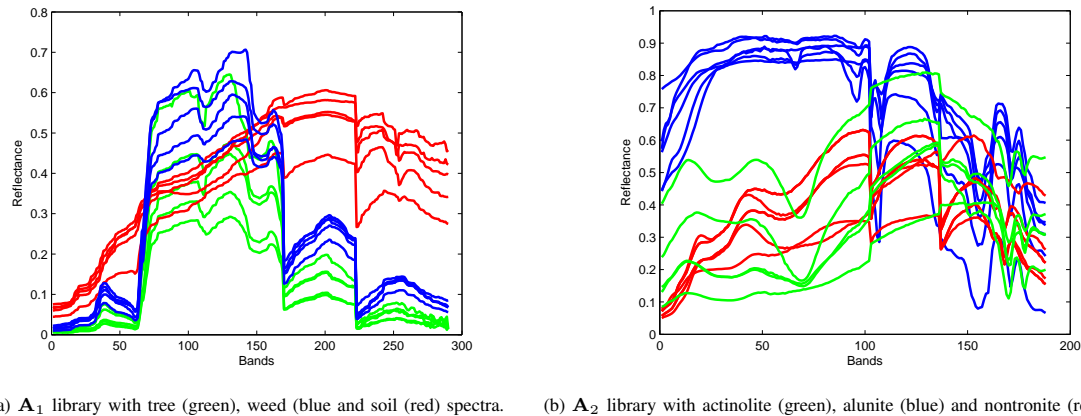 0.8
0.7
0.6
0.5
0.4
0.3
0.2
0.1
0
Reflectance
0 50 100 150 200 250 300
Bands
1
0.9
0.8
0.7
0.6
0.5
0.4
0.3
0.2
0.1
0
Reflectance
0 50 100 150 200
Bands
a) A₁ library with tree (green), weed (blue and soil (red) spectra.
(b) A₂ library with actinolite (green), alunite (blue) and nontronite (r